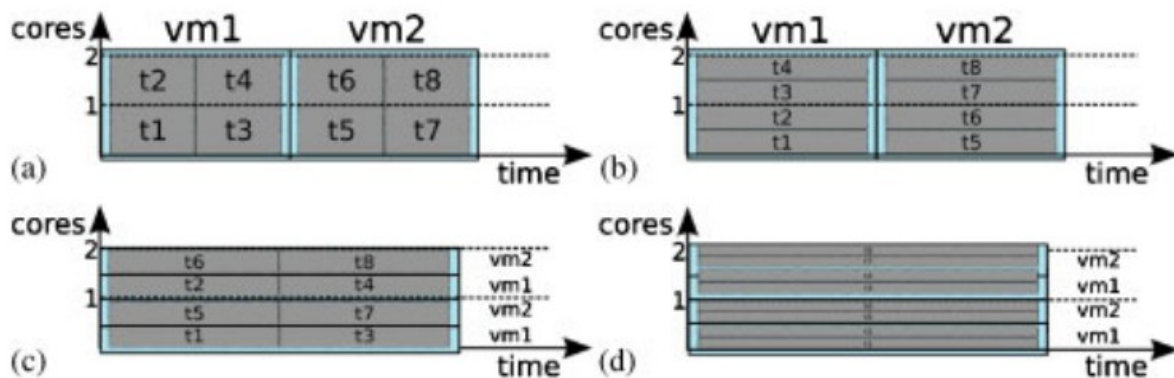 cores vm1 vm2
2
t2 t4 t6 t8
1
t1 t3 t5 t7
(a) time
cores vm1 vm2
2
t4 t8
t3 t7
1
t2 t6
t1 t5
(b) time
cores
2
t6 t8 vm2
t2 t4 vm1
1
t5 t7 vm2
t1 t3 vm1
(c) time
cores
2
vm2
vm1
1
vm2
vm1
(d) time